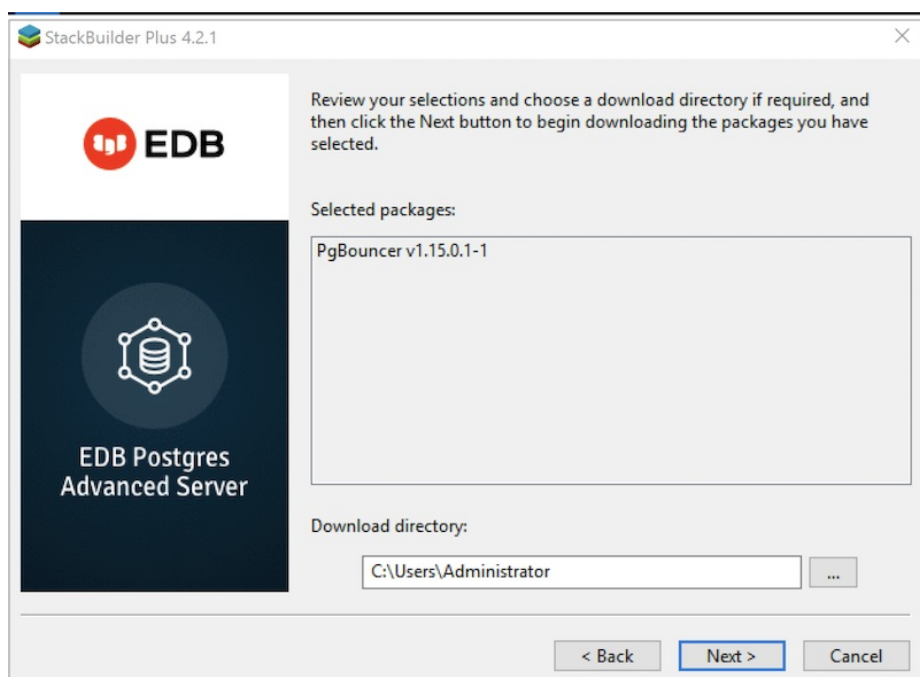 StackBuilder Plus 4.2.1
EDB
EDB Postgres
Advanced Server
Review your selections and choose a download directory if required, and
then click the Next button to begin downloading the packages you have
selected.
Selected packages:
PgBouncer v1.15.0.1-1
Download directory:
C:\Users\Administrator
...
< Back
Next >
Cancel